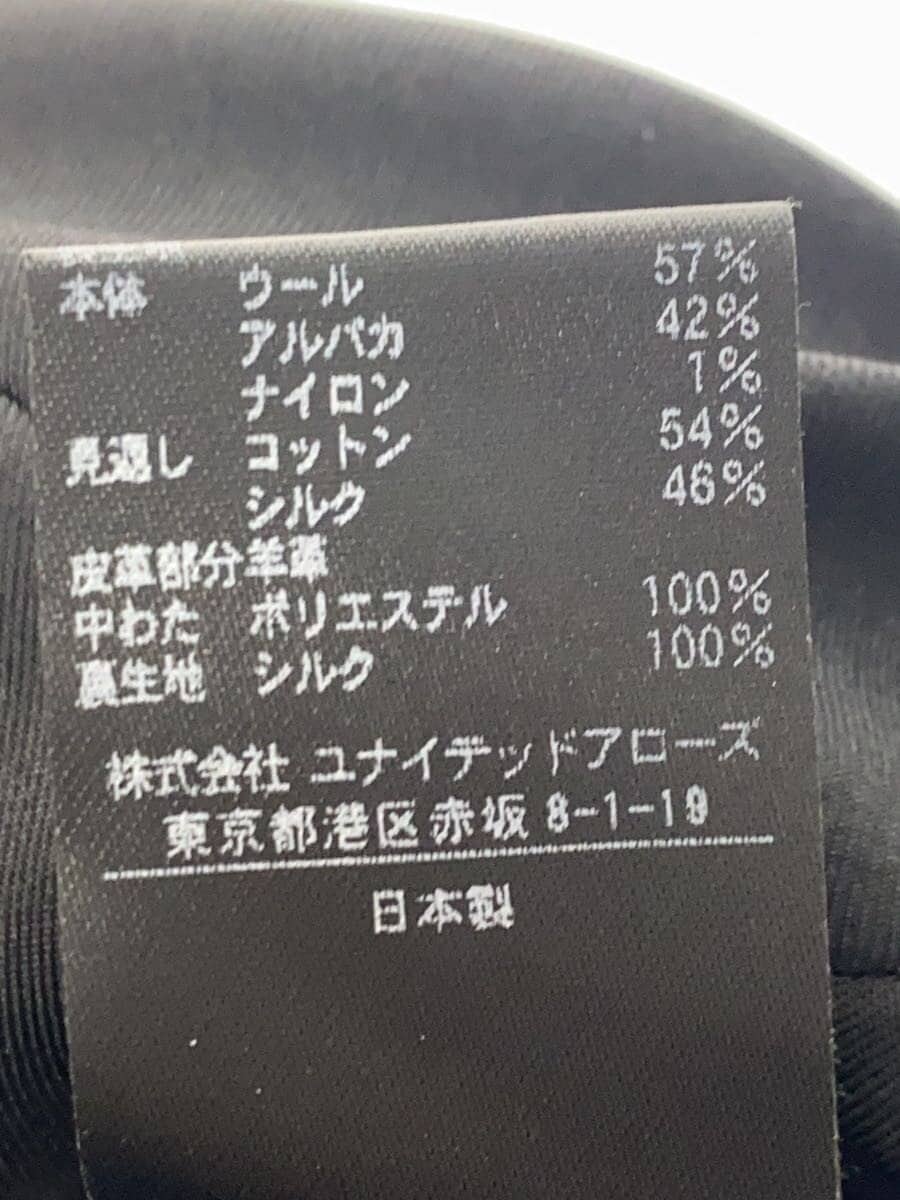 本体 ウール 57%
アルパカ 42%
ナイロン 1%
見返し コットン 54%
シルク 46%
皮革部分 羊革
中わた ポリエステル 100%
裏生地 シルク 100%
株式会社 ユナイテッドアローズ
東京都港区赤坂 8-1-19
日本製